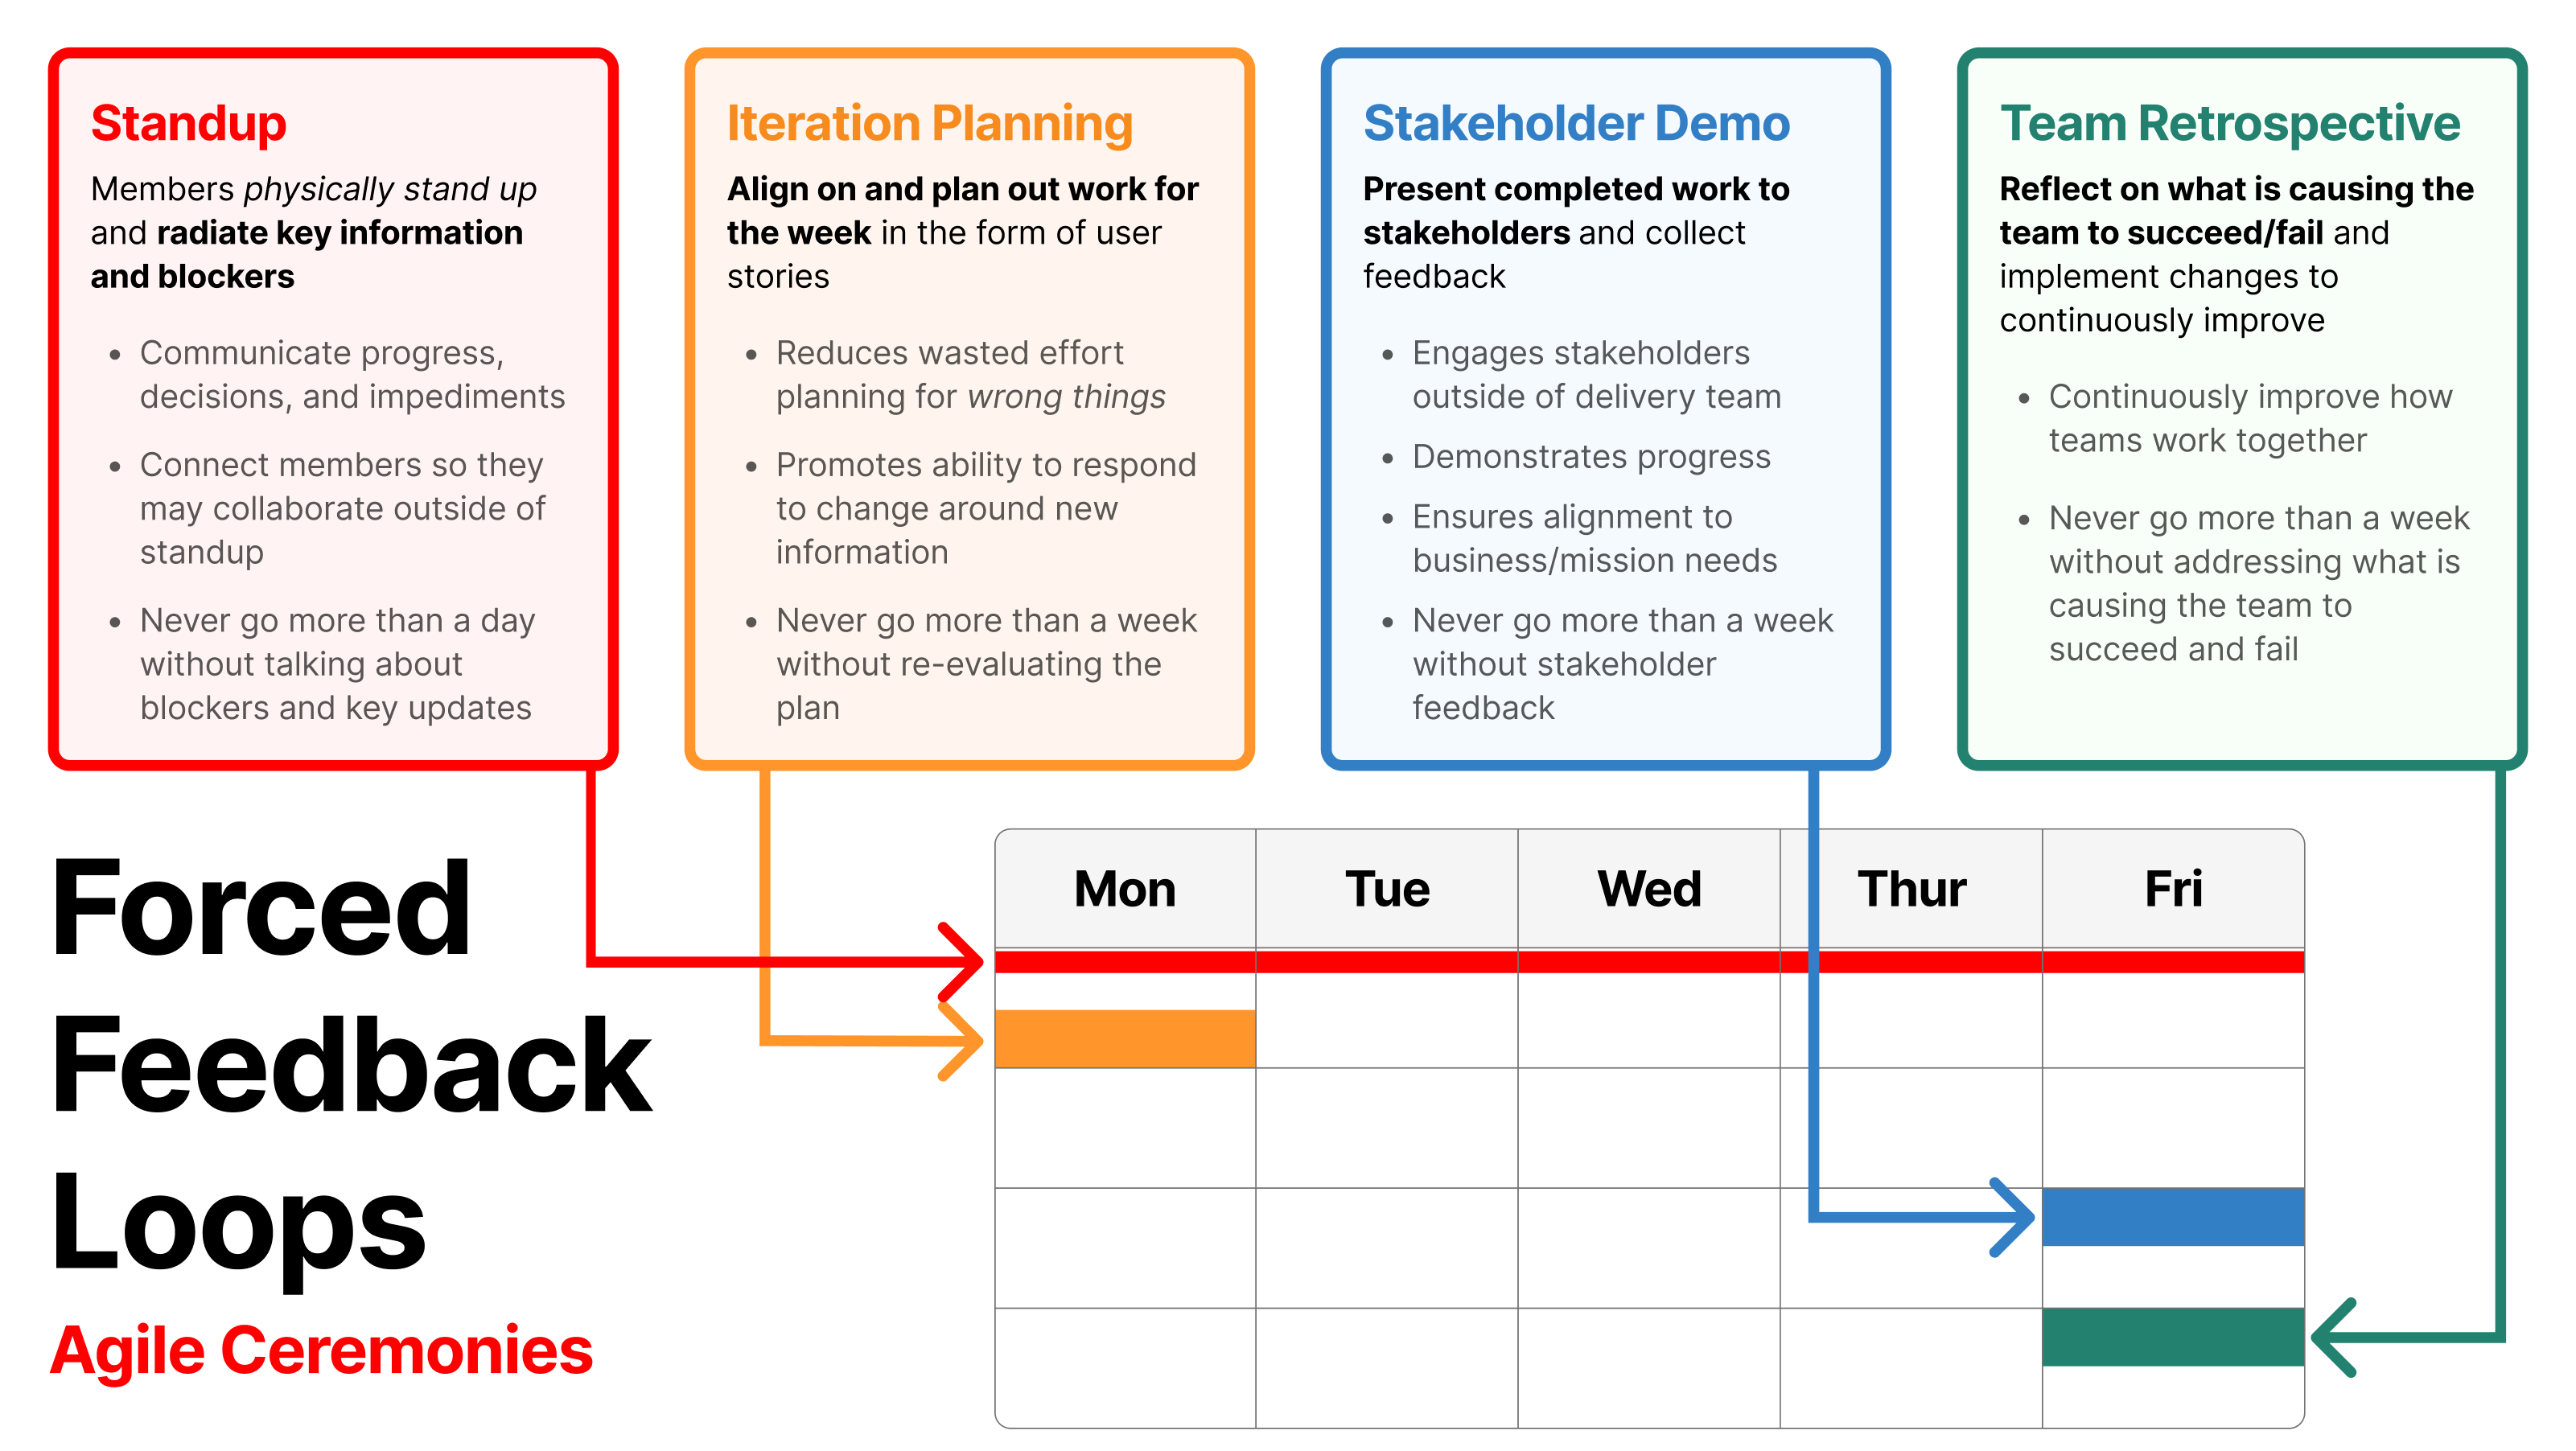 Standup
Members physically stand up
and radiate key information
and blockers
• Communicate progress,
decisions, and impediments
• Connect members so they
may collaborate outside of
standup
• Never go more than a day
without talking about
blockers and key updates
Iteration Planning
Align on and plan out work for
the week in the form of user
stories
• Reduces wasted effort
planning for wrong things
• Promotes ability to respond
to change around new
information
• Never go more than a week
without re-evaluating the
plan
Stakeholder Demo
Present completed work to
stakeholders and collect
feedback
• Engages stakeholders
outside of delivery team
• Demonstrates progress
• Ensures alignment to
business/mission needs
• Never go more than a week
without stakeholder
feedback
Team Retrospective
Reflect on what is causing the
team to succeed/fail and
implement changes to
continuously improve
• Continuously improve how
teams work together
• Never go more than a week
without addressing what is
causing the team to
succeed and fail
Forced
Feedback
Loops
Agile Ceremonies
Mon Tue Wed Thur Fri